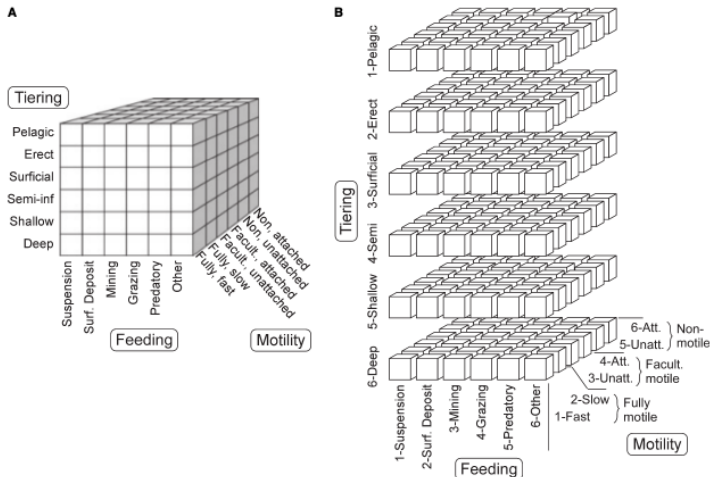 A
Tiering
Pelagic
Erect
Surficial
Semi-inf
Shallow
Deep
Suspension
Surf. Deposit
Mining
Grazing
Predatory
Other
Feeding
Non, attached
Non, unattached
Facult., attached
Facult., unattached
Fully, slow
Fully, fast
Motility
B
Tiering
1-Pelagic
2-Erect
3-Surficial
4-Semi
5-Shallow
6-Deep
1-Suspension
2-Surf. Deposit
3-Mining
4-Grazing
5-Predatory
6-Other
Feeding
6-Att.
5-Unatt.
Non-
motile
4-Att.
3-Unatt.
Facult.
motile
2-Slow
1-Fast
Fully
motile
Motility